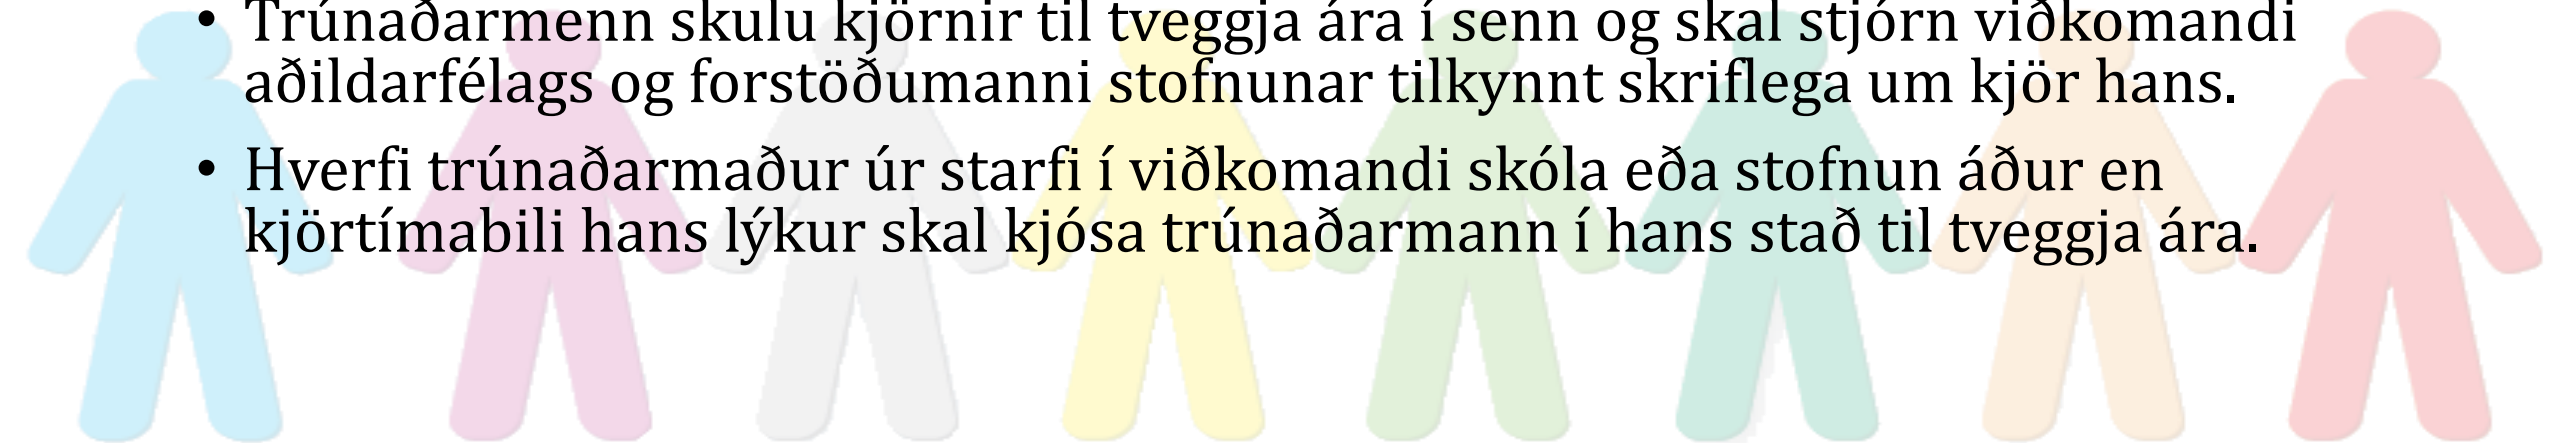 • Trúnaðarmenn skulu kjörnir til tveggja ára í senn og skal stjórn viðkomandi
aðildarfélags og forstöðumanni stofnunar tilkynnt skriflega um kjör hans.
• Hverfi trúnaðarmaður úr starfi í viðkomandi skóla eða stofnun áður en
kjörtímabili hans lýkur skal kjósa trúnaðarmann í hans stað til tveggja ára.